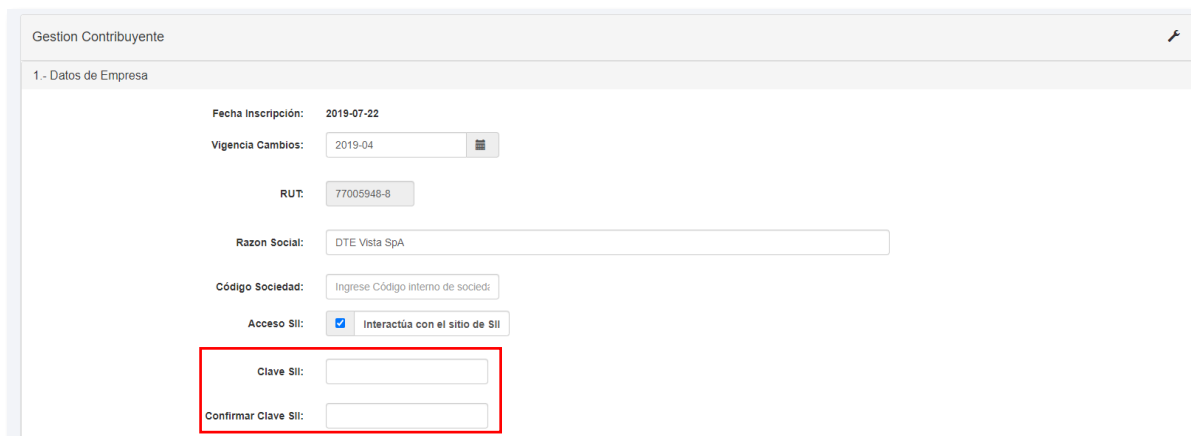 Gestion Contribuyente
1.- Datos de Empresa
Fecha Inscripción: 2019-07-22
Vigencia Cambios: 2019-04
RUT: 77005948-8
Razon Social: DTE Vista SpA
Código Sociedad: Ingrese Código interno de socieda
Acceso SII: Interactúa con el sitio de SII
Clave SII:
Confirmar Clave SII: